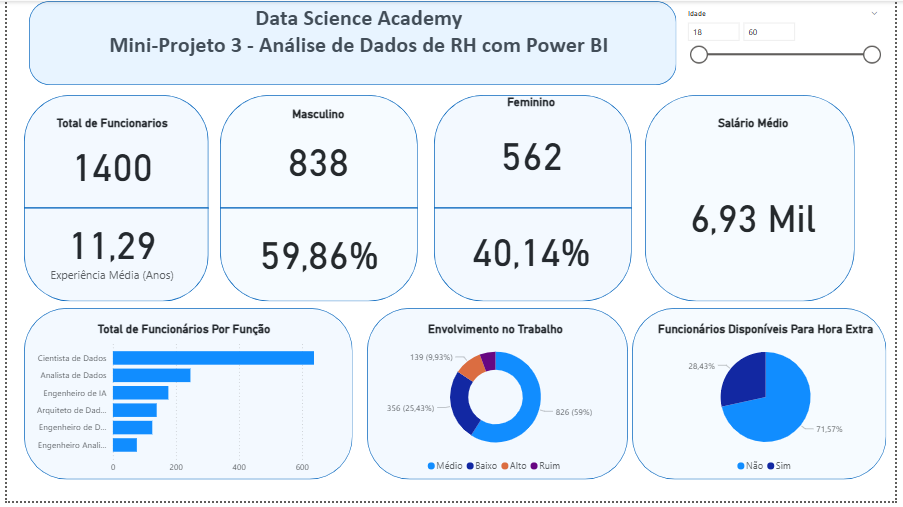 Data Science Academy
Mini-Projeto 3 - Análise de Dados de RH com Power BI
Idade
18
60
Total de Funcionarios
1400
11,29
Experiência Média (Anos)
Masculino
838
59,86%
Feminino
562
40,14%
Salário Médio
6,93 Mil
Total de Funcionários Por Função
Cientista de Dados
Analista de Dados
Engenheiro de IA
Arquiteto de Dad...
Engenheiro de D...
Engenheiro Anali...
0
200
400
600
Envolvimento no Trabalho
139 (9,93%)
356 (25,43%)
826 (59%)
Médio Baixo Alto Ruim
Funcionários Disponíveis Para Hora Extra
28,43%
71,57%
Não Sim